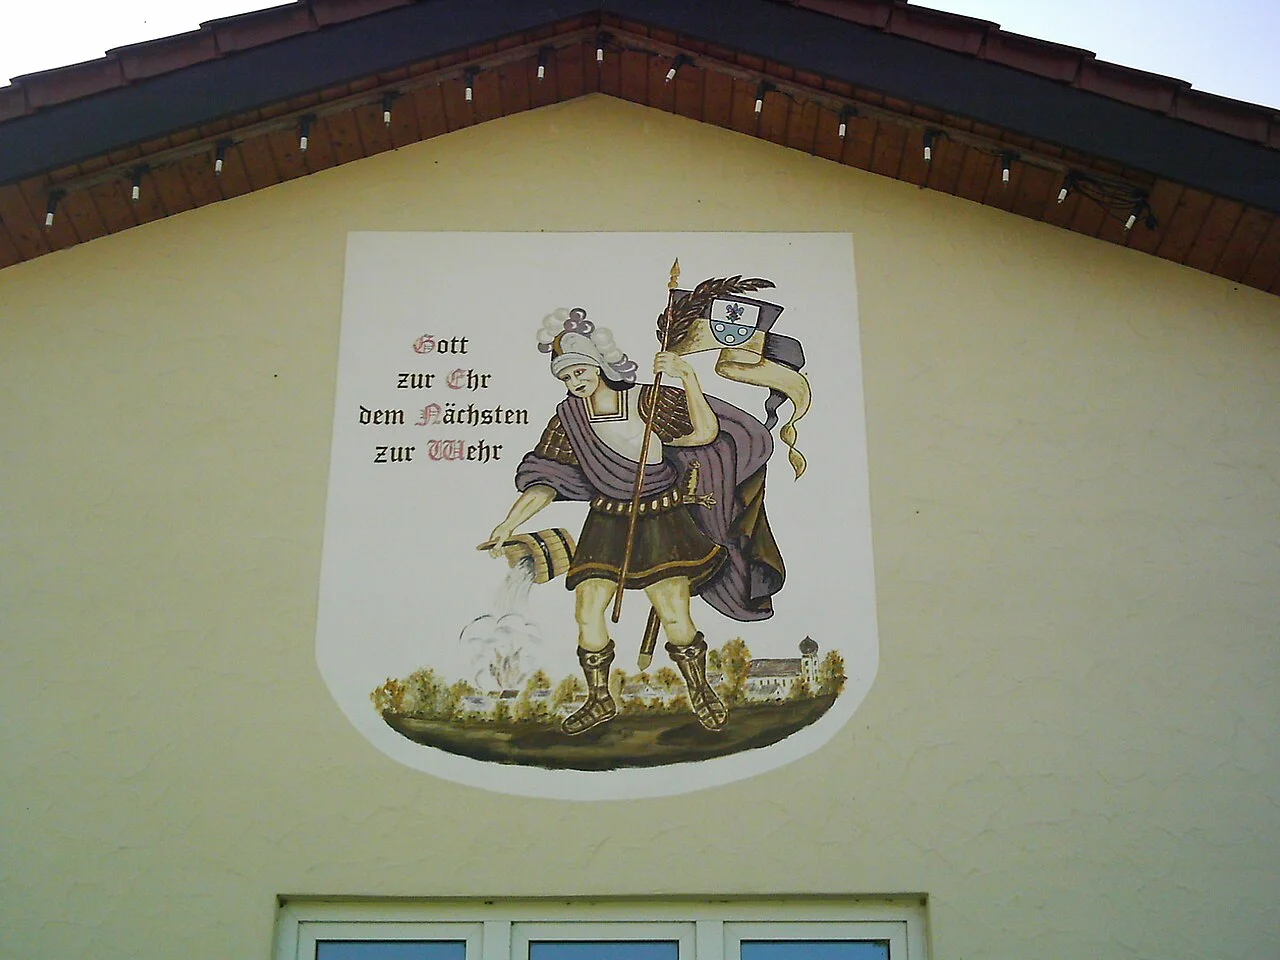 Gott
zur Ehr
dem Nächsten
zur Wehr